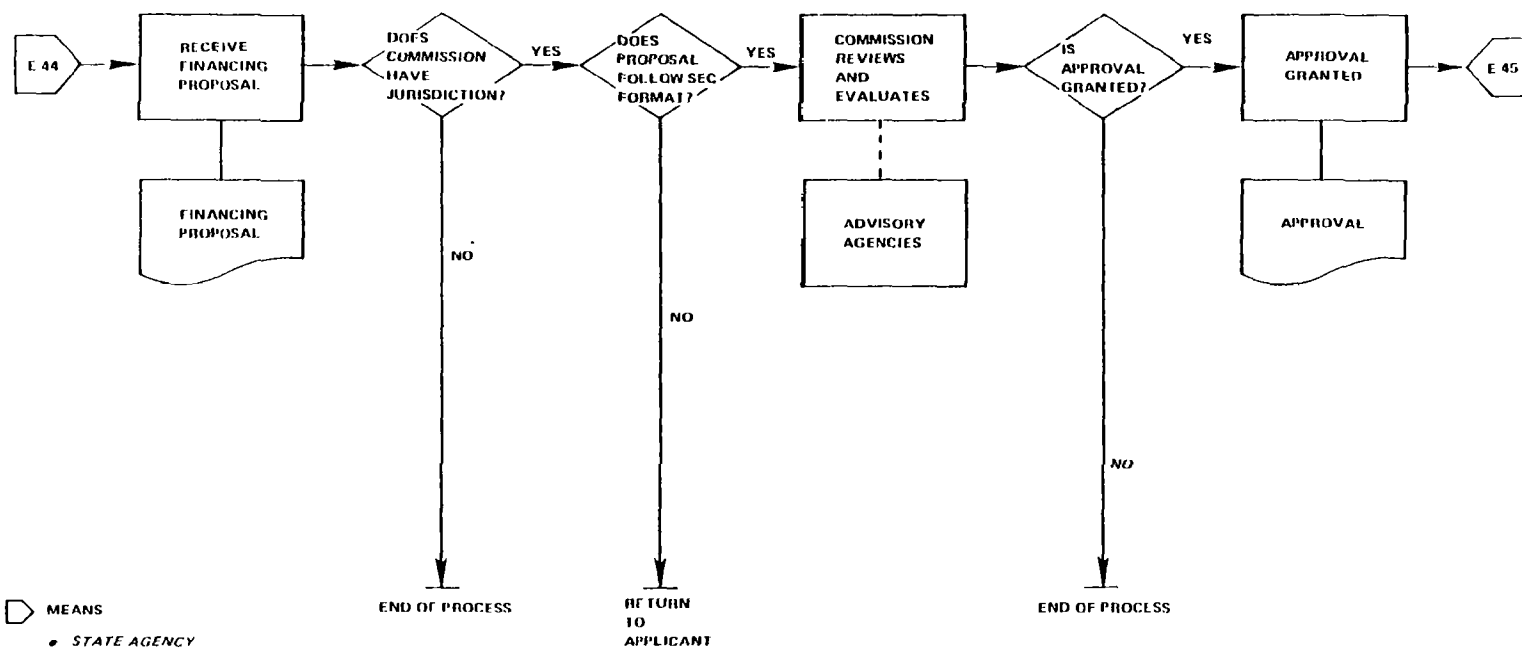 E 44
RECEIVE
FINANCING
PROPOSAL
FINANCING
PROPOSAL
DOES
COMMISSION
HAVE
JURISDICTION?
YES
NO
END OF PROCESS
DOES
PROPOSAL
FOLLOW SEC
FORMAT?
YES
NO
RETURN
TO
APPLICANT
COMMISSION
REVIEWS
AND
EVALUATES
ADVISORY
AGENCIES
IS
APPROVAL
GRANTED?
YES
NO
END OF PROCESS
APPROVAL
GRANTED
APPROVAL
E 45
MEANS
• STATE AGENCY